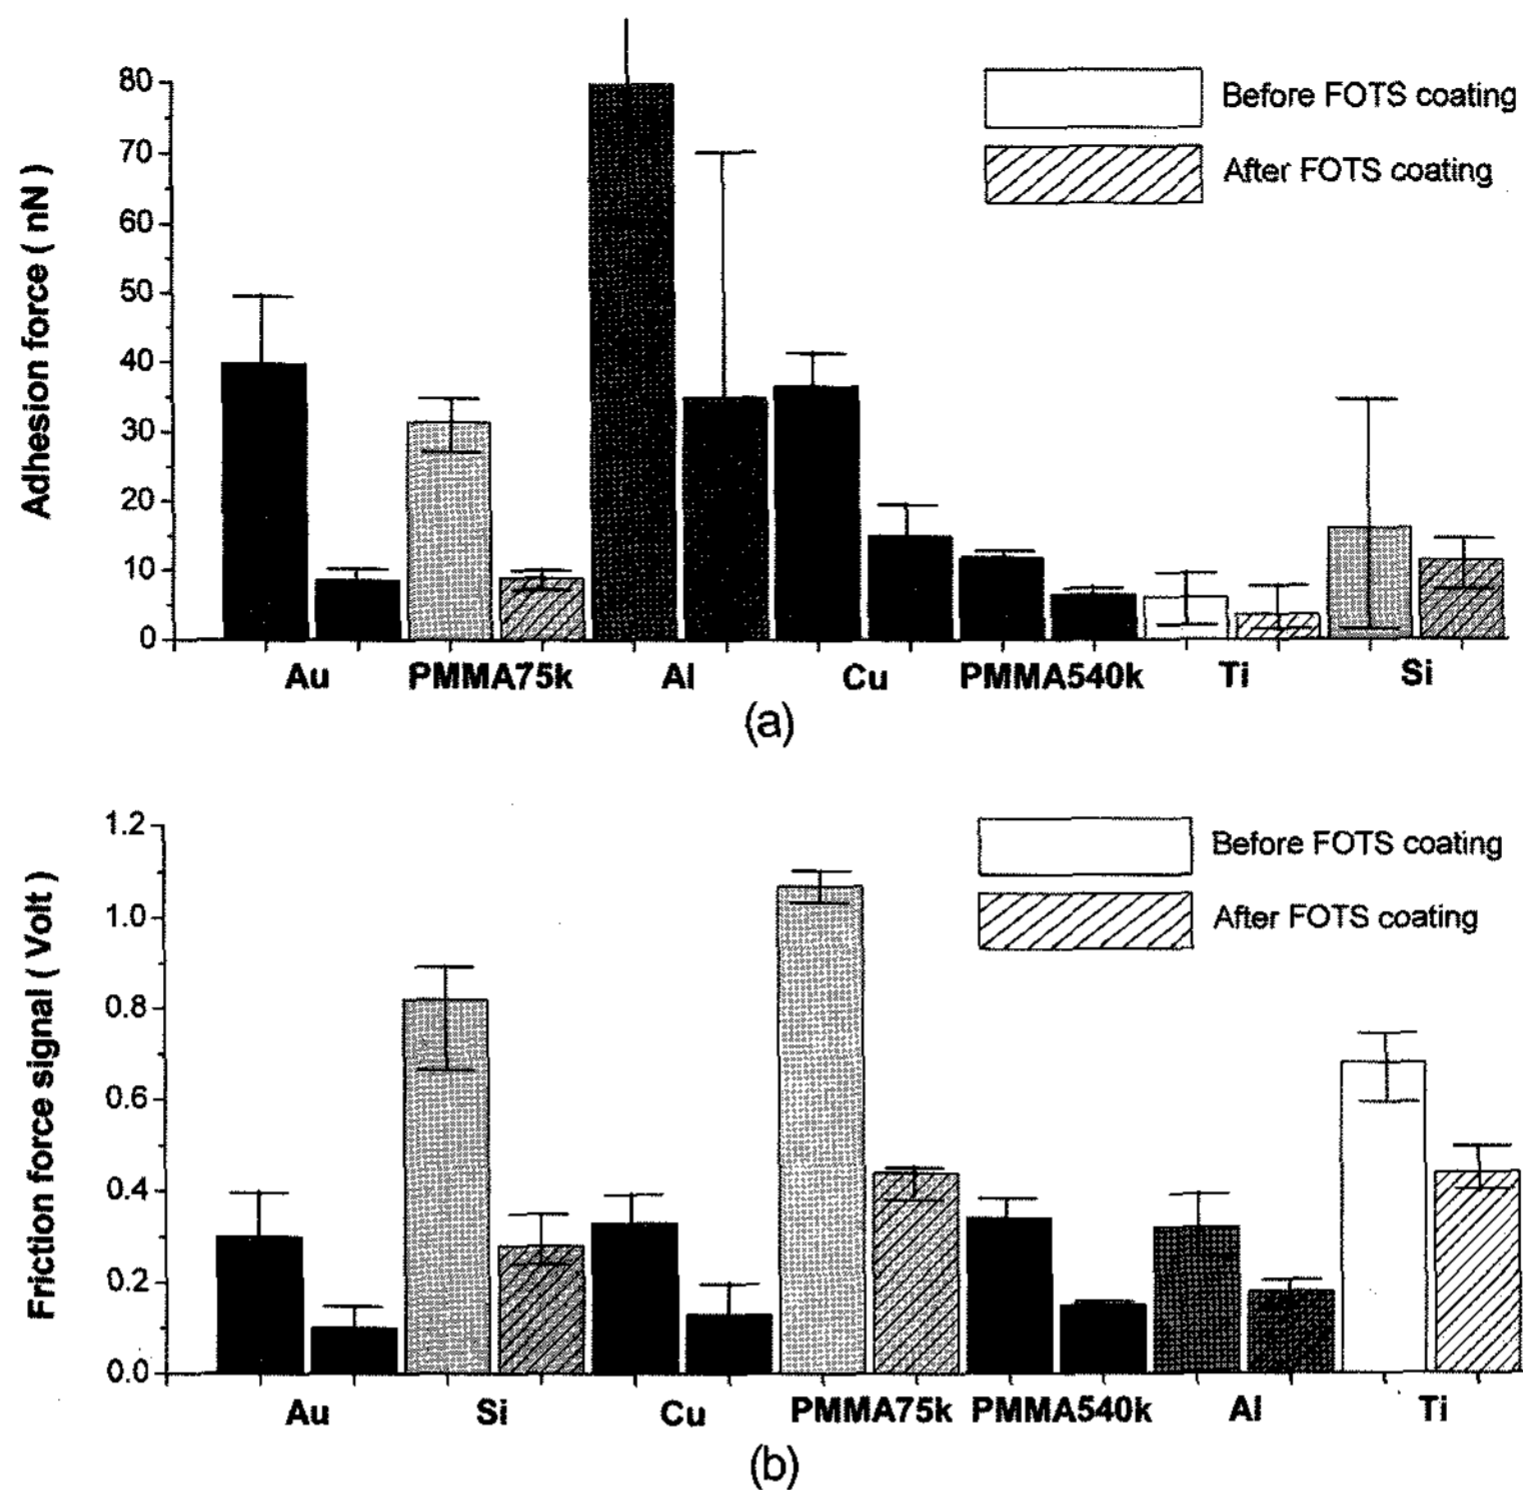 Adhesion force ( nN )
80
70
60
50
40
30
20
10
0
Before FOTS coating
After FOTS coating
Au PMMA75k Al Cu PMMA540k Ti Si
(a)
Friction force signal ( Volt )
1.2
1.0
0.8
0.6
0.4
0.2
0.0
Before FOTS coating
After FOTS coating
Au Si Cu PMMA75k PMMA540k Al Ti
(b)